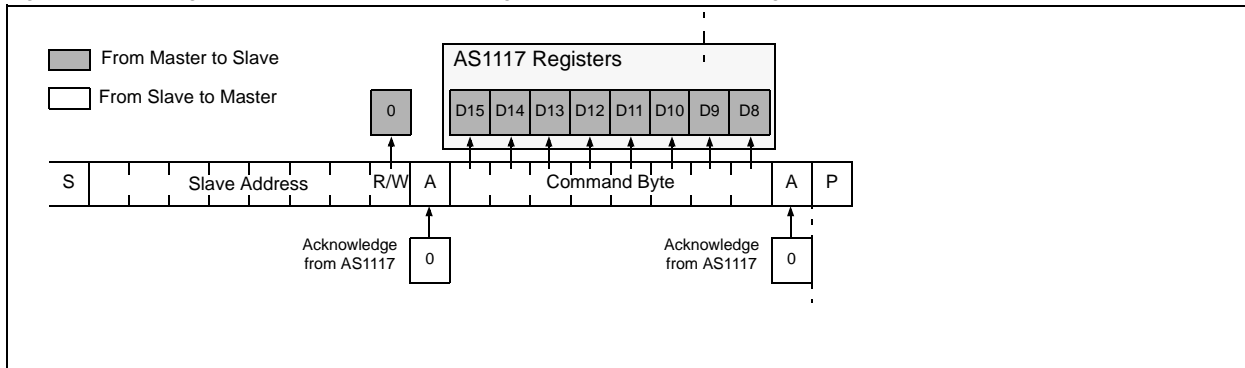 From Master to Slave
From Slave to Master
AS1117 Registers
0
D15 D14 D13 D12 D11 D10 D9 D8
S Slave Address R/W A Command Byte A P
Acknowledge
from AS1117
0
Acknowledge
from AS1117
0